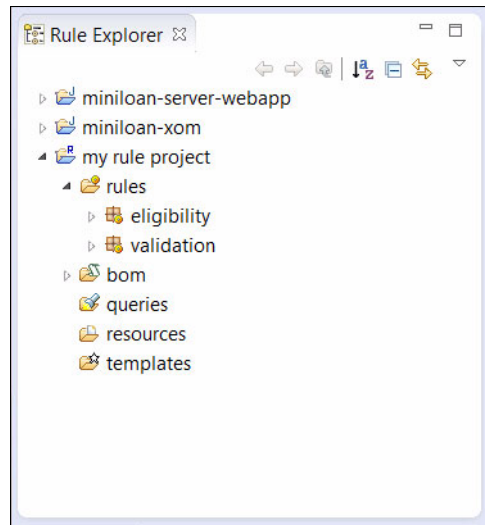 Rule Explorer
miniloan-server-webapp
miniloan-xom
my rule project
rules
eligibility
validation
bom
queries
resources
templates